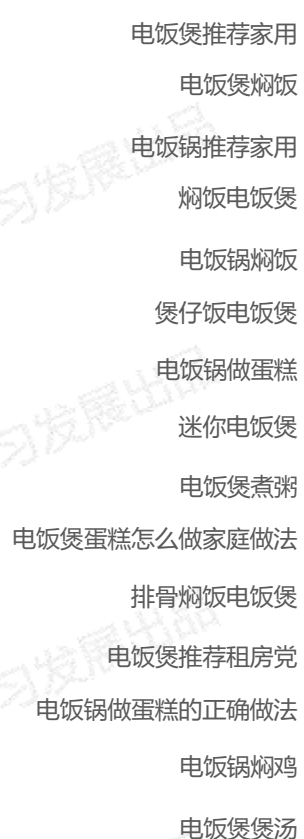 电饭煲推荐家用
电饭煲焖饭
电饭锅推荐家用
焖饭电饭煲
电饭锅焖饭
煲仔饭电饭煲
电饭锅做蛋糕
迷你电饭煲
电饭煲煮粥
电饭煲蛋糕怎么做家庭做法
排骨焖饭电饭煲
电饭煲推荐租房党
电饭锅做蛋糕的正确做法
电饭锅焖鸡
电饭煲煲汤